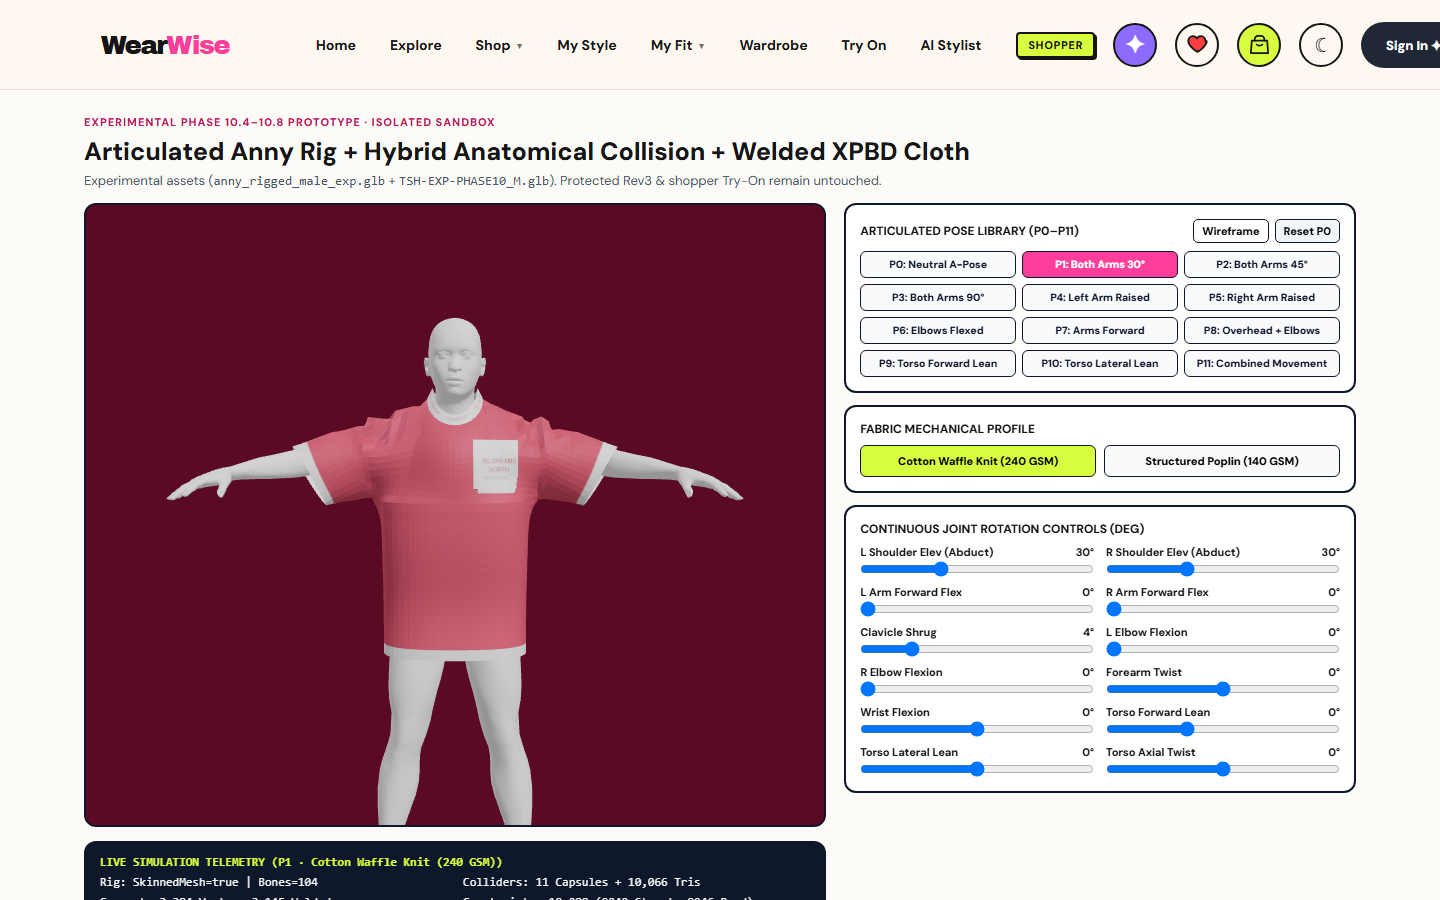 WearWise
Home Explore Shop ▾ My Style My Fit ▾ Wardrobe Try On AI Stylist SHOPPER Sign In ✦
EXPERIMENTAL PHASE 10.4–10.8 PROTOTYPE · ISOLATED SANDBOX
Articulated Anny Rig + Hybrid Anatomical Collision + Welded XPBD Cloth
Experimental assets (anny_rigged_male_exp.glb + TSH-EXP-PHASE10_M.glb). Protected Rev3 & shopper Try-On remain untouched.
NO DREAMS
ARTICULATED POSE LIBRARY (P0–P11) Wireframe Reset P0
P0: Neutral A-Pose P1: Both Arms 30° P2: Both Arms 45°
P3: Both Arms 90° P4: Left Arm Raised P5: Right Arm Raised
P6: Elbows Flexed P7: Arms Forward P8: Overhead + Elbows
P9: Torso Forward Lean P10: Torso Lateral Lean P11: Combined Movement
FABRIC MECHANICAL PROFILE
Cotton Waffle Knit (240 GSM) Structured Poplin (140 GSM)
CONTINUOUS JOINT ROTATION CONTROLS (DEG)
L Shoulder Elev (Abduct) 30° R Shoulder Elev (Abduct) 30°
L Arm Forward Flex 0° R Arm Forward Flex 0°
Clavicle Shrug 4° L Elbow Flexion 0°
R Elbow Flexion 0° Forearm Twist 0°
Wrist Flexion 0° Torso Forward Lean 0°
Torso Lateral Lean 0° Torso Axial Twist 0°
LIVE SIMULATION TELEMETRY (P1 · Cotton Waffle Knit (240 GSM))
Rig: SkinnedMesh=true | Bones=104 Colliders: 11 Capsules + 10,066 Tris